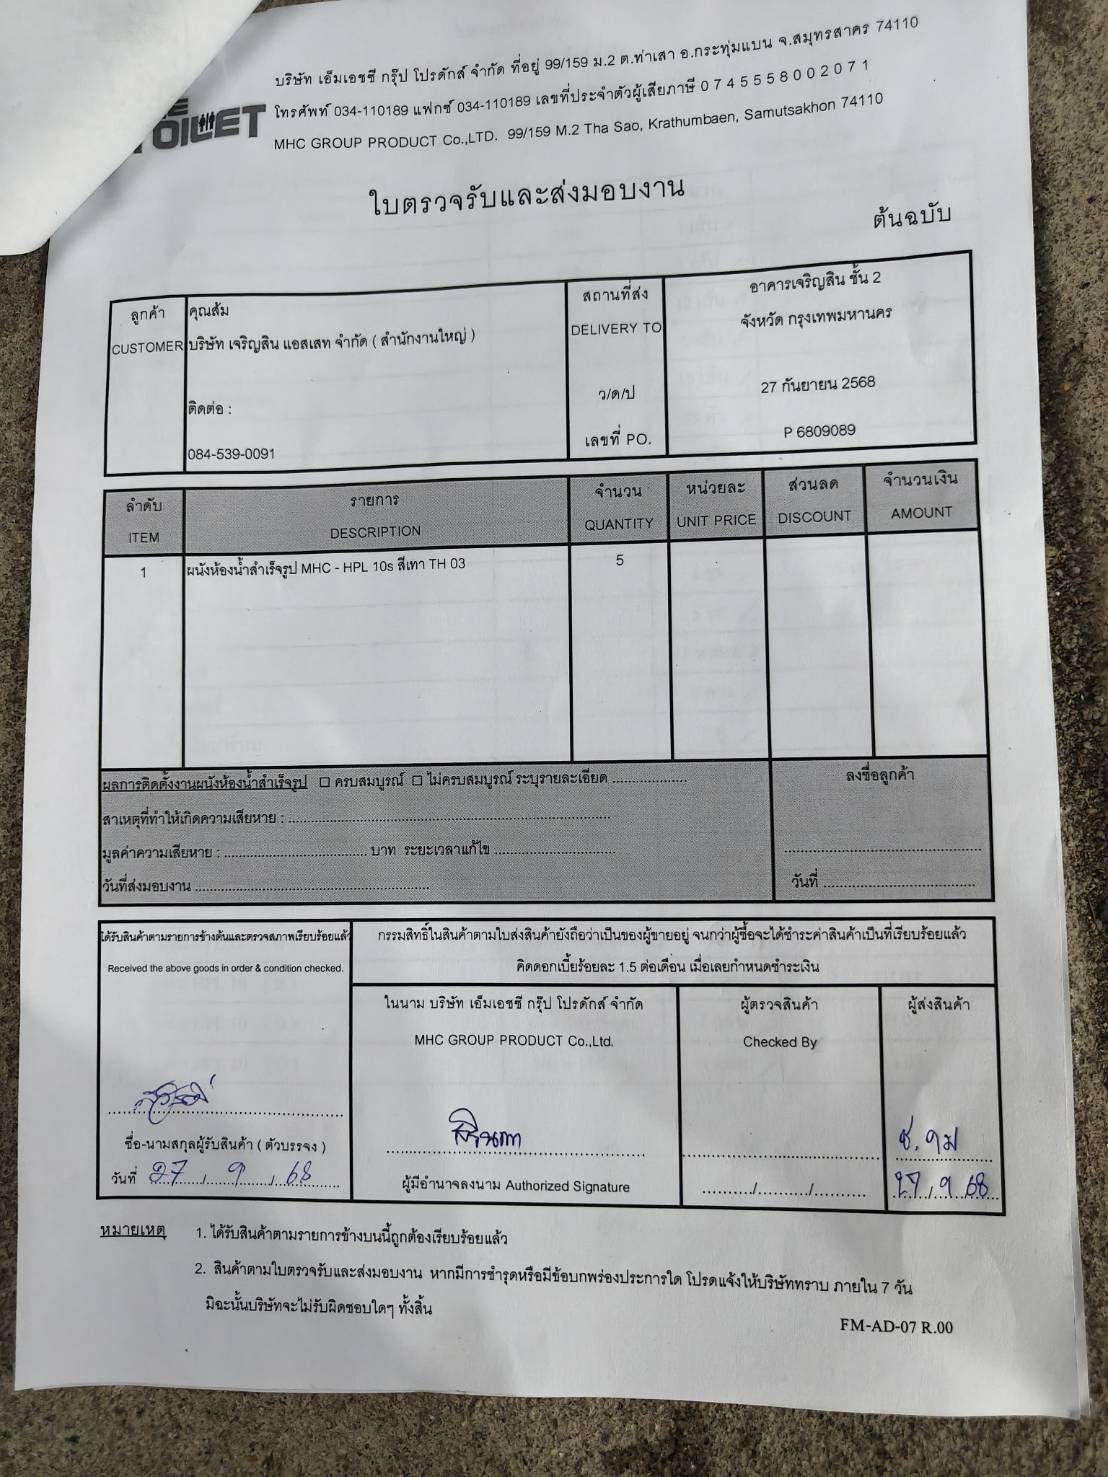 บริษัท เอ็มเอชซี กรุ๊ป โปรดักส์ จำกัด ที่อยู่ 99/159 ม.2 ต.ท่าเสา อ.กระทุ่มแบน จ.สมุทรสาคร 74110
โทรศัพท์ 034-110189 แฟกซ์ 034-110189 เลขที่ประจำตัวผู้เสียภาษี 0 7 4 5 5 5 8 0 0 2 0 7 1
MHC GROUP PRODUCT Co.,LTD. 99/159 M.2 Tha Sao, Krathumbaen, Samutsakhon 74110
TOILET
ใบตรวจรับและส่งมอบงาน
ต้นฉบับ
ลูกค้า คุณส้ม สถานที่ส่ง อาคารเจริญสิน ชั้น 2
CUSTOMER บริษัท เจริญสิน แอสเสท จำกัด ( สำนักงานใหญ่ ) DELIVERY TO จังหวัด กรุงเทพมหานคร
ติดต่อ : ว/ด/ป 27 กันยายน 2568
084-539-0091 เลขที่ PO. P 6809089
ลำดับ รายการ จำนวน หน่วยละ ส่วนลด จำนวนเงิน
ITEM DESCRIPTION QUANTITY UNIT PRICE DISCOUNT AMOUNT
1 ผนังห้องน้ำสำเร็จรูป MHC - HPL 10s สีเทา TH 03 5
ผลการติดตั้งงานผนังห้องน้ำสำเร็จรูป ☐ ครบสมบูรณ์ ☐ ไม่ครบสมบูรณ์ ระบุรายละเอียด .................. ลงชื่อลูกค้า
สาเหตุที่ทำให้เกิดความเสียหาย : ..................
มูลค่าความเสียหาย : .................. บาท ระยะเวลาแก้ไข ..................
วันที่ส่งมอบงาน .................. วันที่ ..................
ได้รับสินค้าตามรายการข้างต้นและตรวจสภาพเรียบร้อยแล้ว
Received the above goods in order & condition checked.
กรรมสิทธิ์ในสินค้าตามใบส่งสินค้ายังถือว่าเป็นของผู้ขายอยู่ จนกว่าผู้ซื้อจะได้ชำระค่าสินค้าเป็นที่เรียบร้อยแล้ว
คิดดอกเบี้ยร้อยละ 1.5 ต่อเดือน เมื่อเลยกำหนดชำระเงิน
ในนาม บริษัท เอ็มเอชซี กรุ๊ป โปรดักส์ จำกัด ผู้ตรวจสินค้า ผู้ส่งสินค้า
MHC GROUP PRODUCT Co.,Ltd. Checked By
ชื่อ-นามสกุลผู้รับสินค้า ( ตัวบรรจง )
วันที่ 27 / 9 / 68
ผู้มีอำนาจลงนาม Authorized Signature ........../........../.......... 27 / 9 / 68
หมายเหตุ 1. ได้รับสินค้าตามรายการข้างบนนี้ถูกต้องเรียบร้อยแล้ว
2. สินค้าตามใบตรวจรับและส่งมอบงาน หากมีการชำรุดหรือมีข้อบกพร่องประการใด โปรดแจ้งให้บริษัททราบ ภายใน 7 วัน
มิฉะนั้นบริษัทจะไม่รับผิดชอบใดๆ ทั้งสิ้น
FM-AD-07 R.00